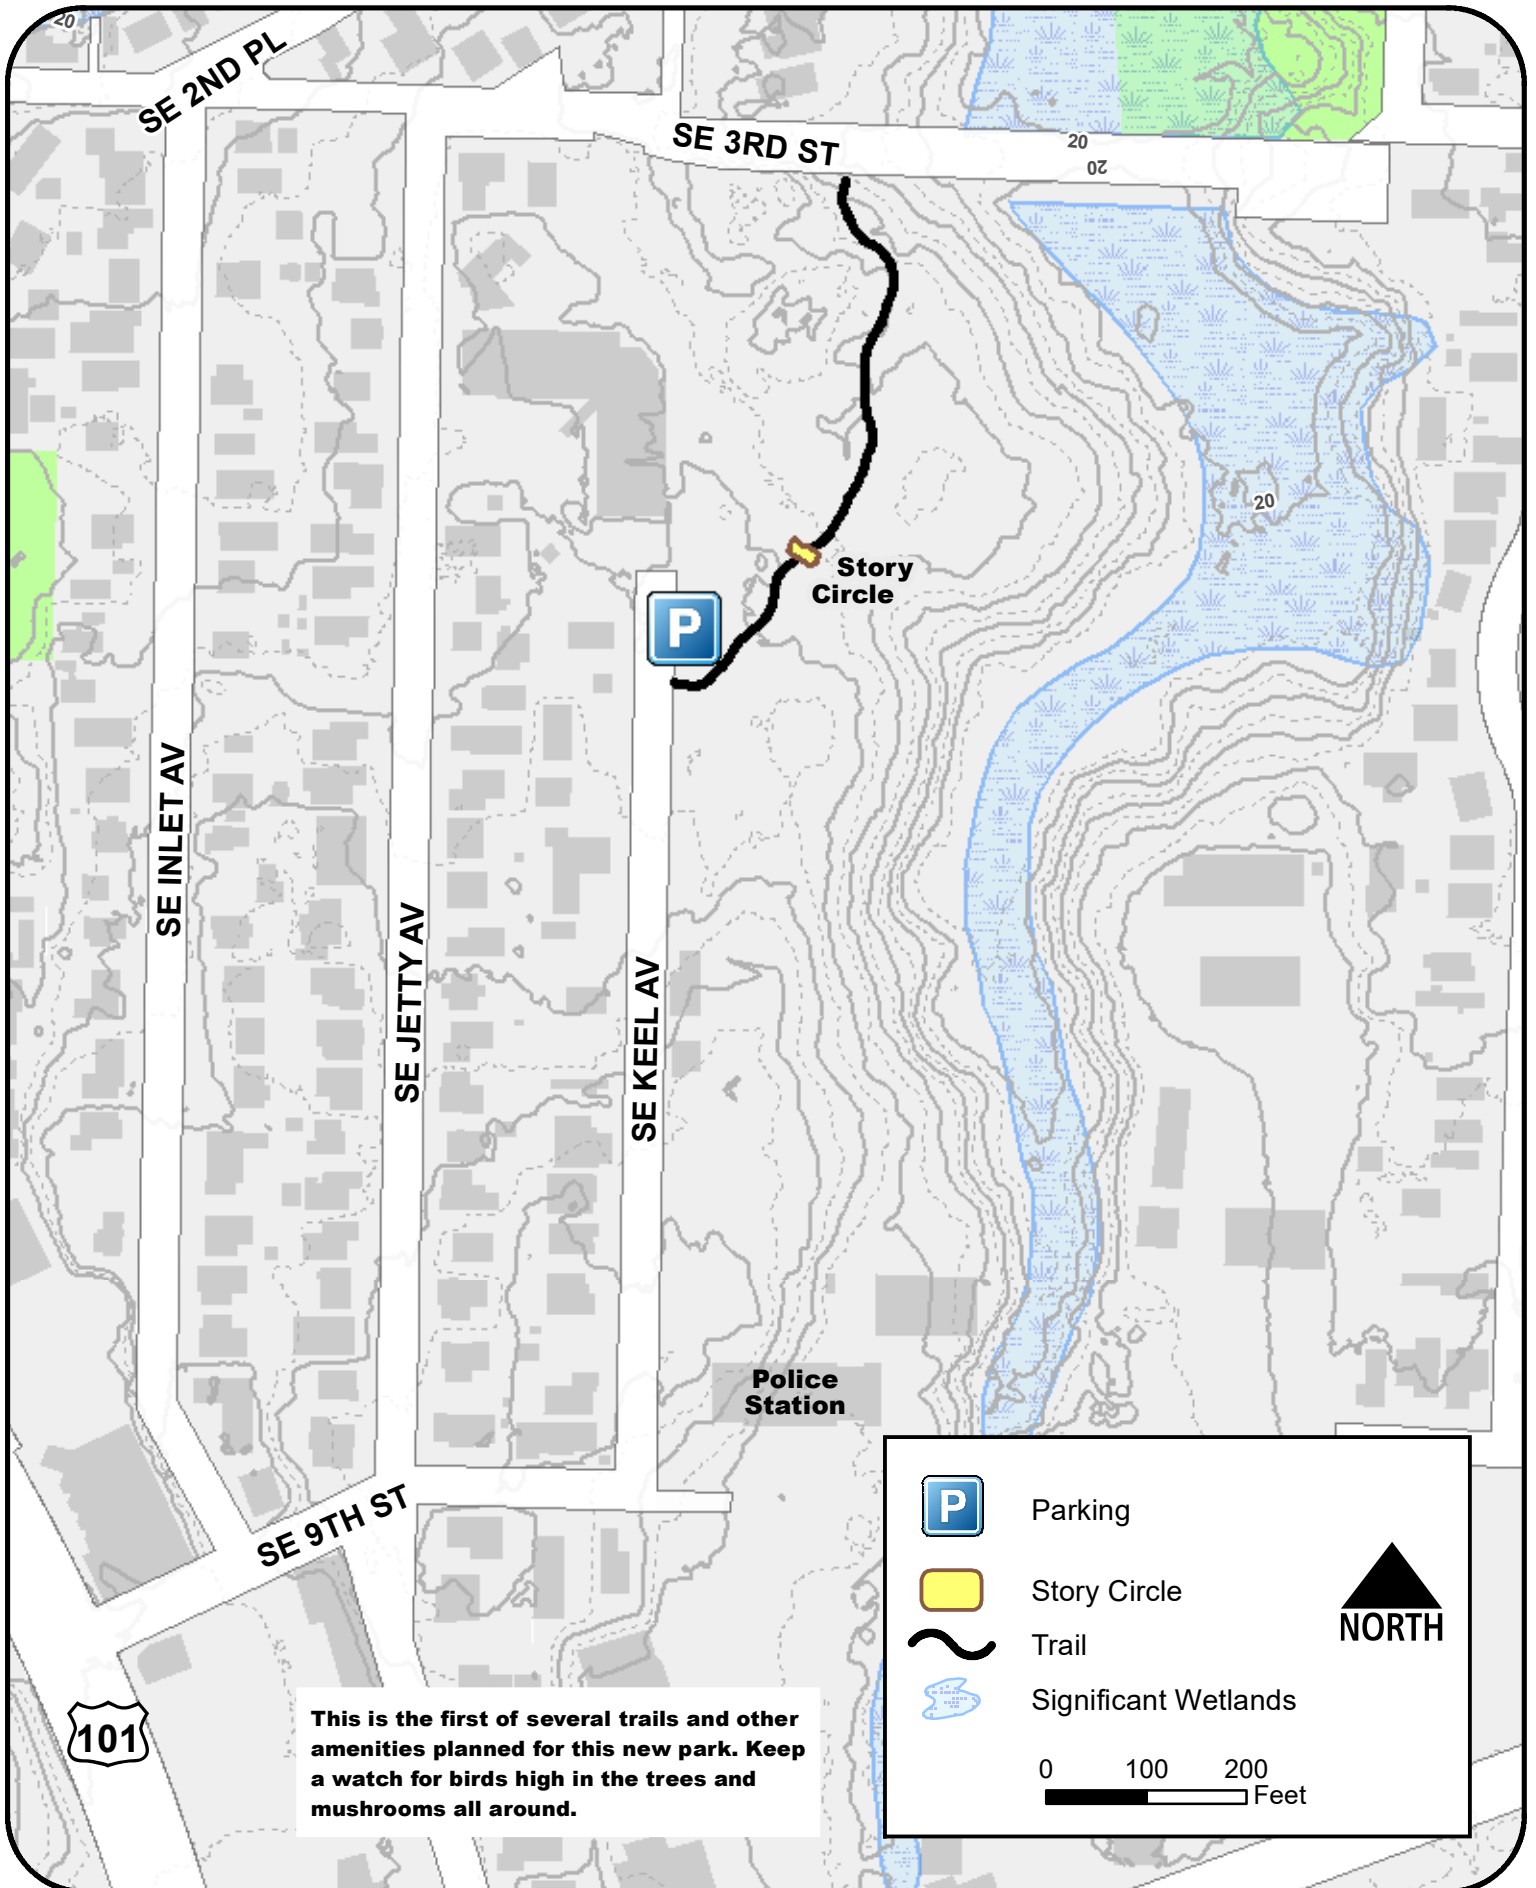 20
SE 2ND PL
SE 3RD ST
20
20
20
Story
Circle
P
SE INLET AV
SE JETTY AV
SE KEEL AV
Police
Station
SE 9TH ST
101
This is the first of several trails and other
amenities planned for this new park. Keep
a watch for birds high in the trees and
mushrooms all around.
P
Parking
Story Circle
Trail
Significant Wetlands
NORTH
0 100 200
Feet